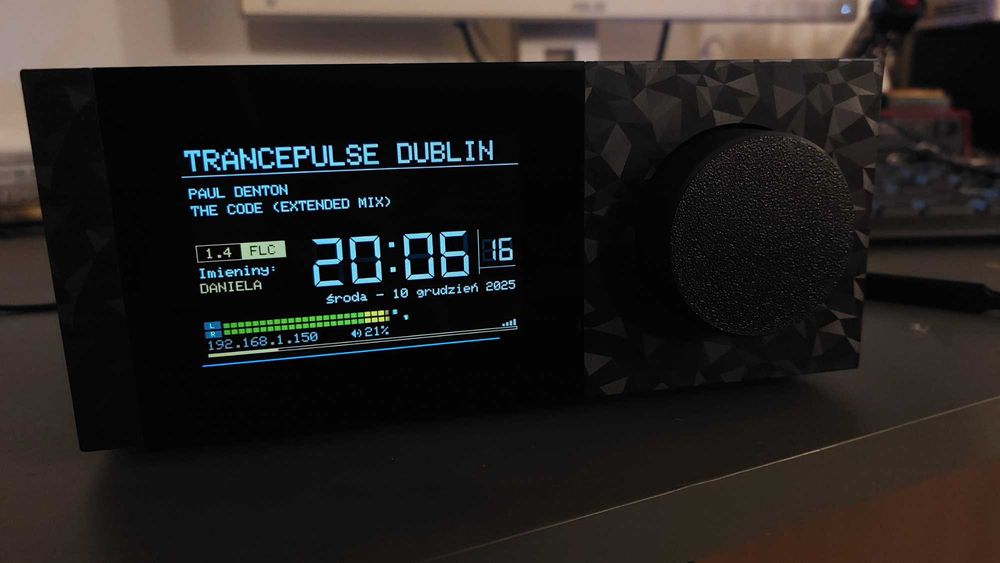 TRANCEPULSE DUBLIN
PAUL DENTON
THE CODE (EXTENDED MIX)
1.4 FLC
20:06 16
Imieniny:
DANIELA
środa - 10 grudzień 2025
L
R
21%
192.168.1.150